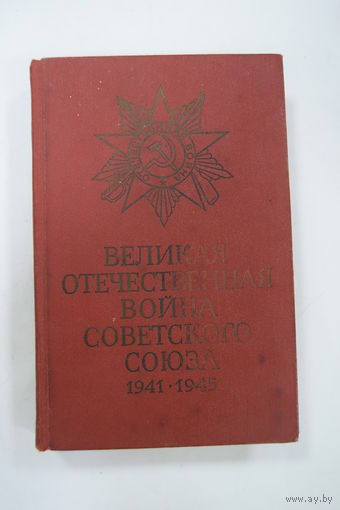 ВЕЛИКАЯ
ОТЕЧЕСТВЕННАЯ
ВОЙНА
СОВЕТСКОГО
СОЮЗА
1941 · 1945
www.ay.by